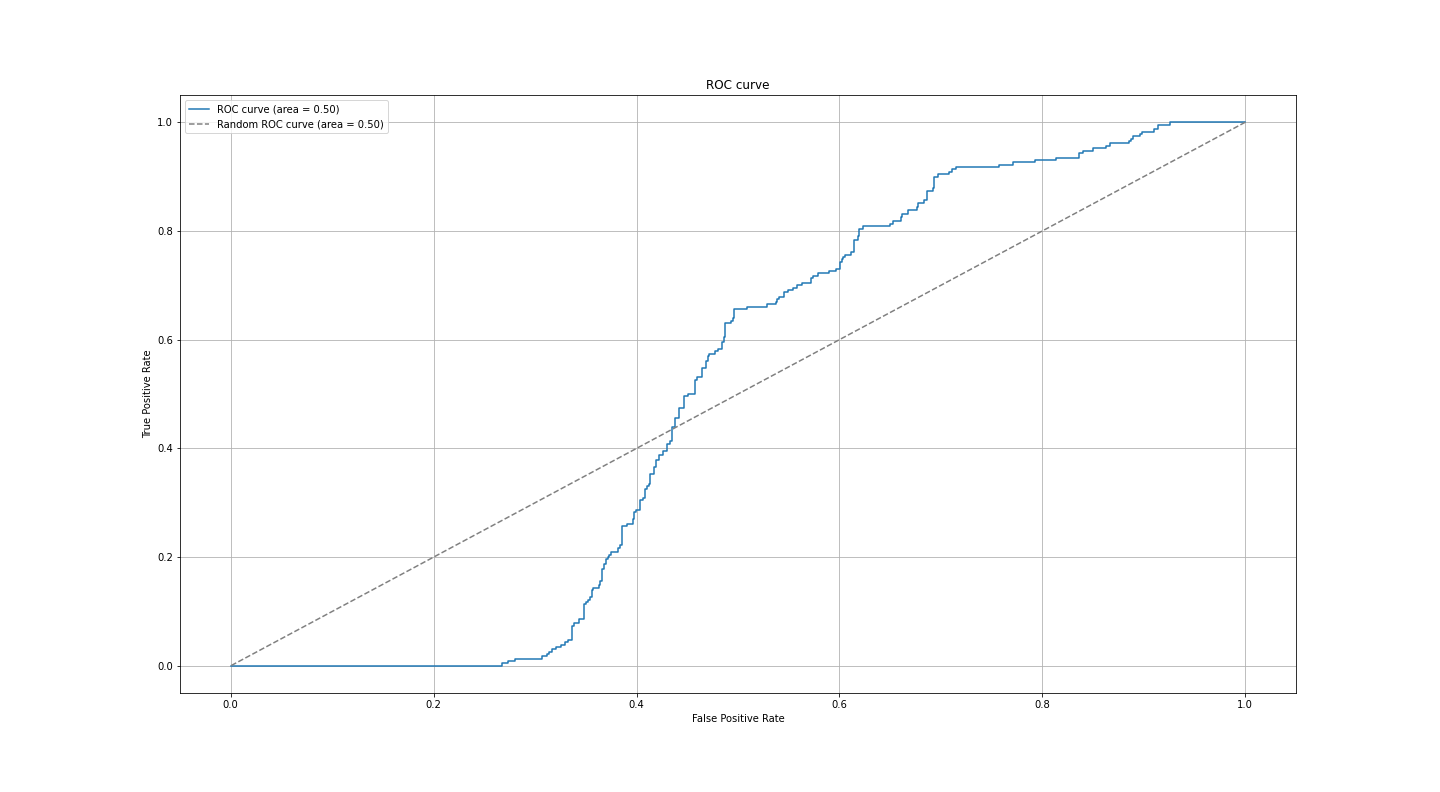 ROC curve
ROC curve (area = 0.50)
Random ROC curve (area = 0.50)
1.0
0.8
0.6
0.4
0.2
0.0
True Positive Rate
0.0 0.2 0.4 0.6 0.8 1.0
False Positive Rate